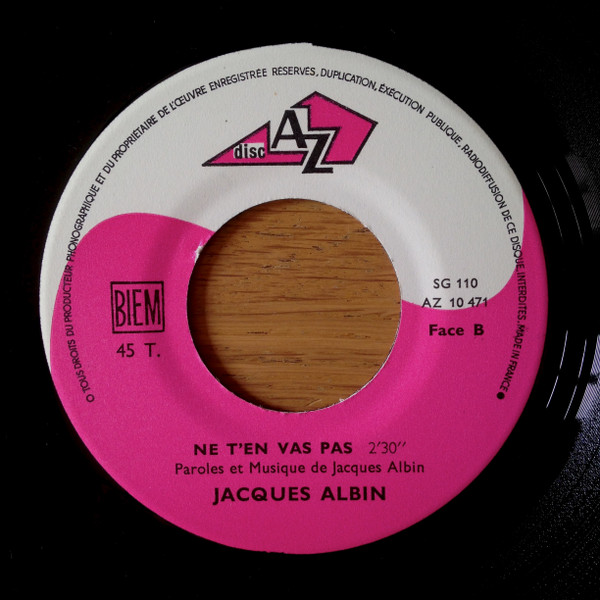 O TOUS DROITS DU PRODUCTEUR PHONOGRAPHIQUE ET DU PROPRIÉTAIRE DE L'ŒUVRE ENREGISTRÉE RÉSERVÉS, DUPLICATION, EXÉCUTION PUBLIQUE, RADIODIFFUSION DE CE DISQUE INTERDITES. MADE IN FRANCE ●
disc AZ
BIEM
45 T.
SG 110
AZ 10 471
Face B
NE T'EN VAS PAS 2'30''
Paroles et Musique de Jacques Albin
JACQUES ALBIN